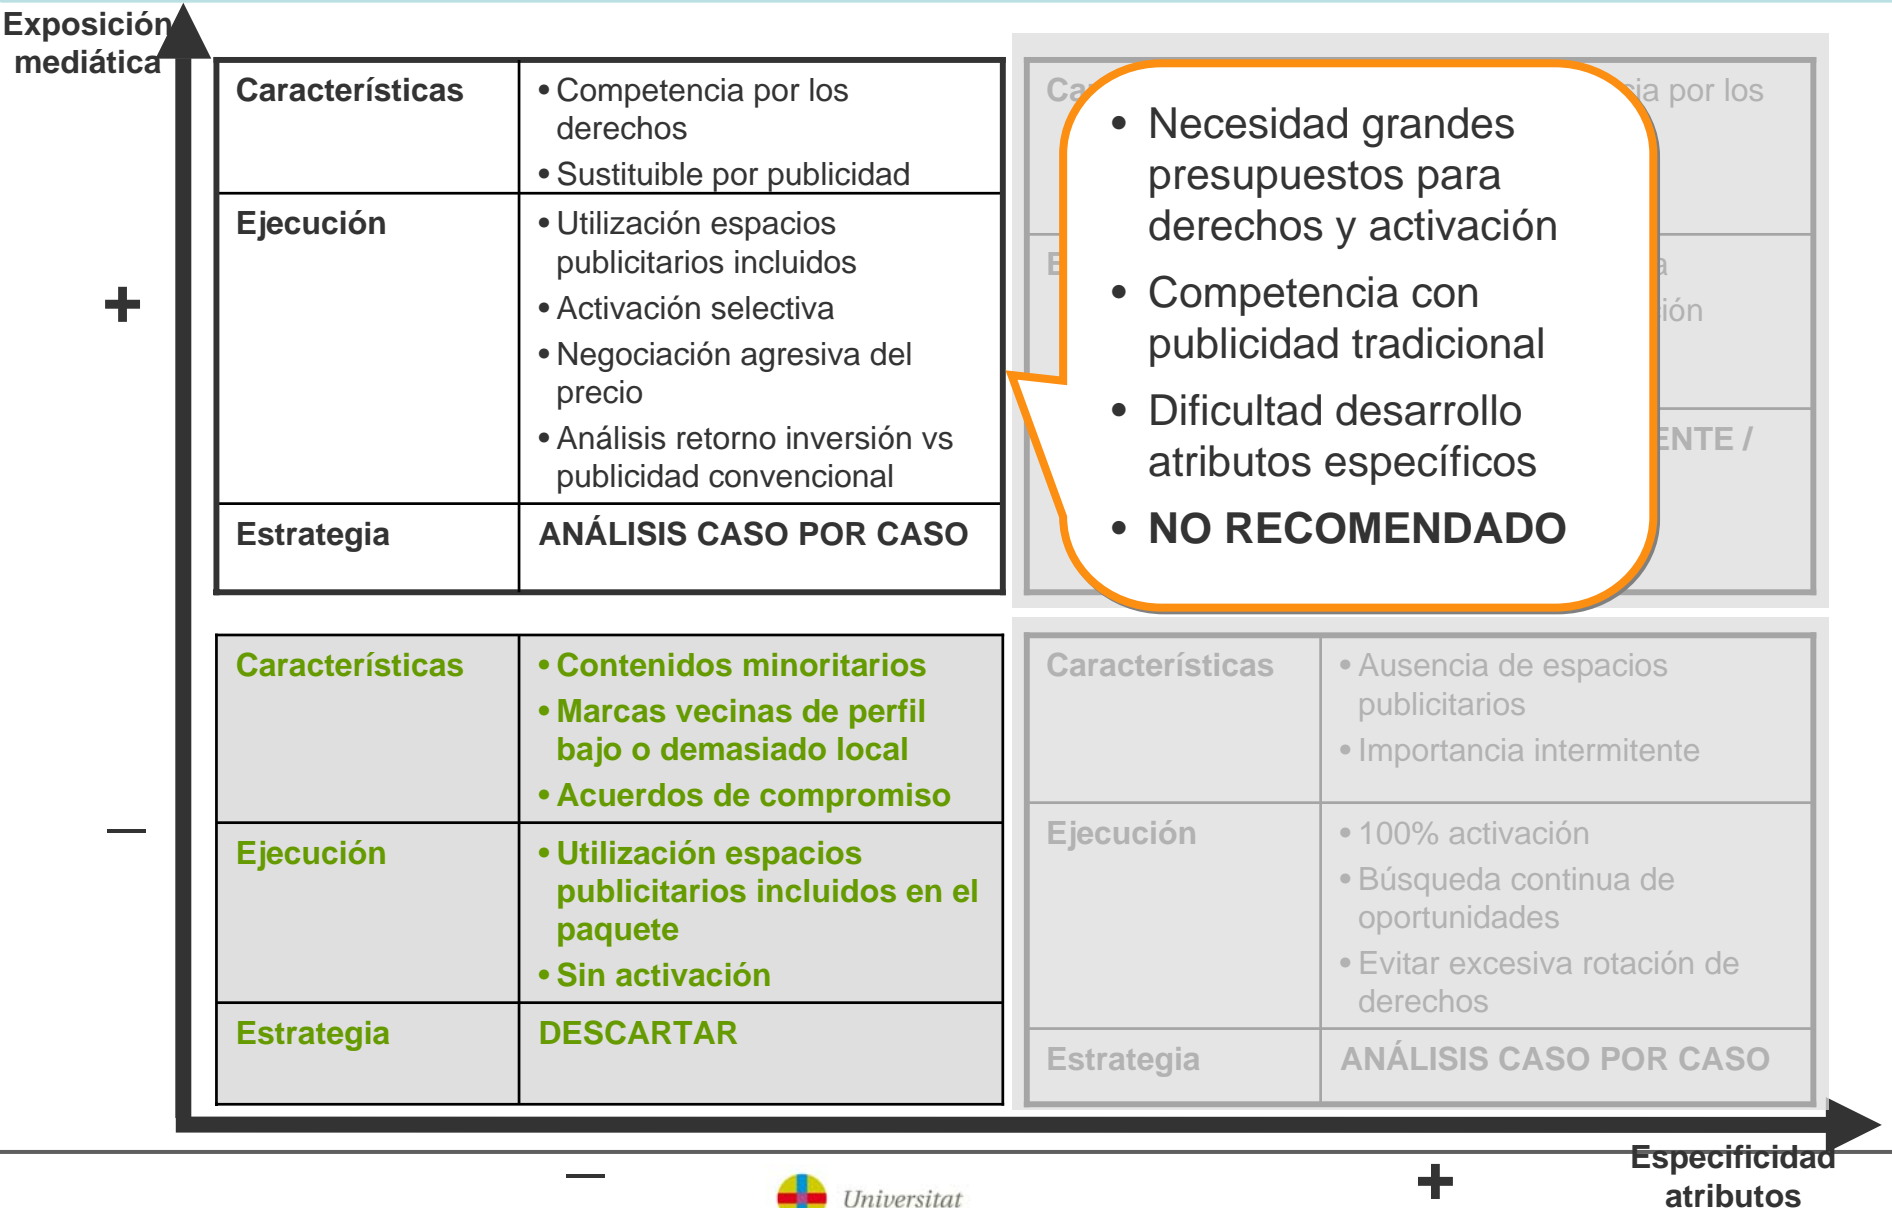 Exposición
mediática
+
—
Características
• Competencia por los
derechos
• Sustituible por publicidad
Ejecución
• Utilización espacios
publicitarios incluidos
• Activación selectiva
• Negociación agresiva del
precio
• Análisis retorno inversión vs
publicidad convencional
Estrategia
ANÁLISIS CASO POR CASO
por los
ENTE /
• Necesidad grandes
presupuestos para
derechos y activación
• Competencia con
publicidad tradicional
• Dificultad desarrollo
atributos específicos
• NO RECOMENDADO
Características
• Contenidos minoritarios
• Marcas vecinas de perfil
bajo o demasiado local
• Acuerdos de compromiso
Ejecución
• Utilización espacios
publicitarios incluidos en el
paquete
• Sin activación
Estrategia
DESCARTAR
Características
• Ausencia de espacios
publicitarios
• Importancia intermitente
Ejecución
• 100% activación
• Búsqueda continua de
oportunidades
• Evitar excesiva rotación de
derechos
Estrategia
ANÁLISIS CASO POR CASO
—
+
Especificidad
atributos
Universitat